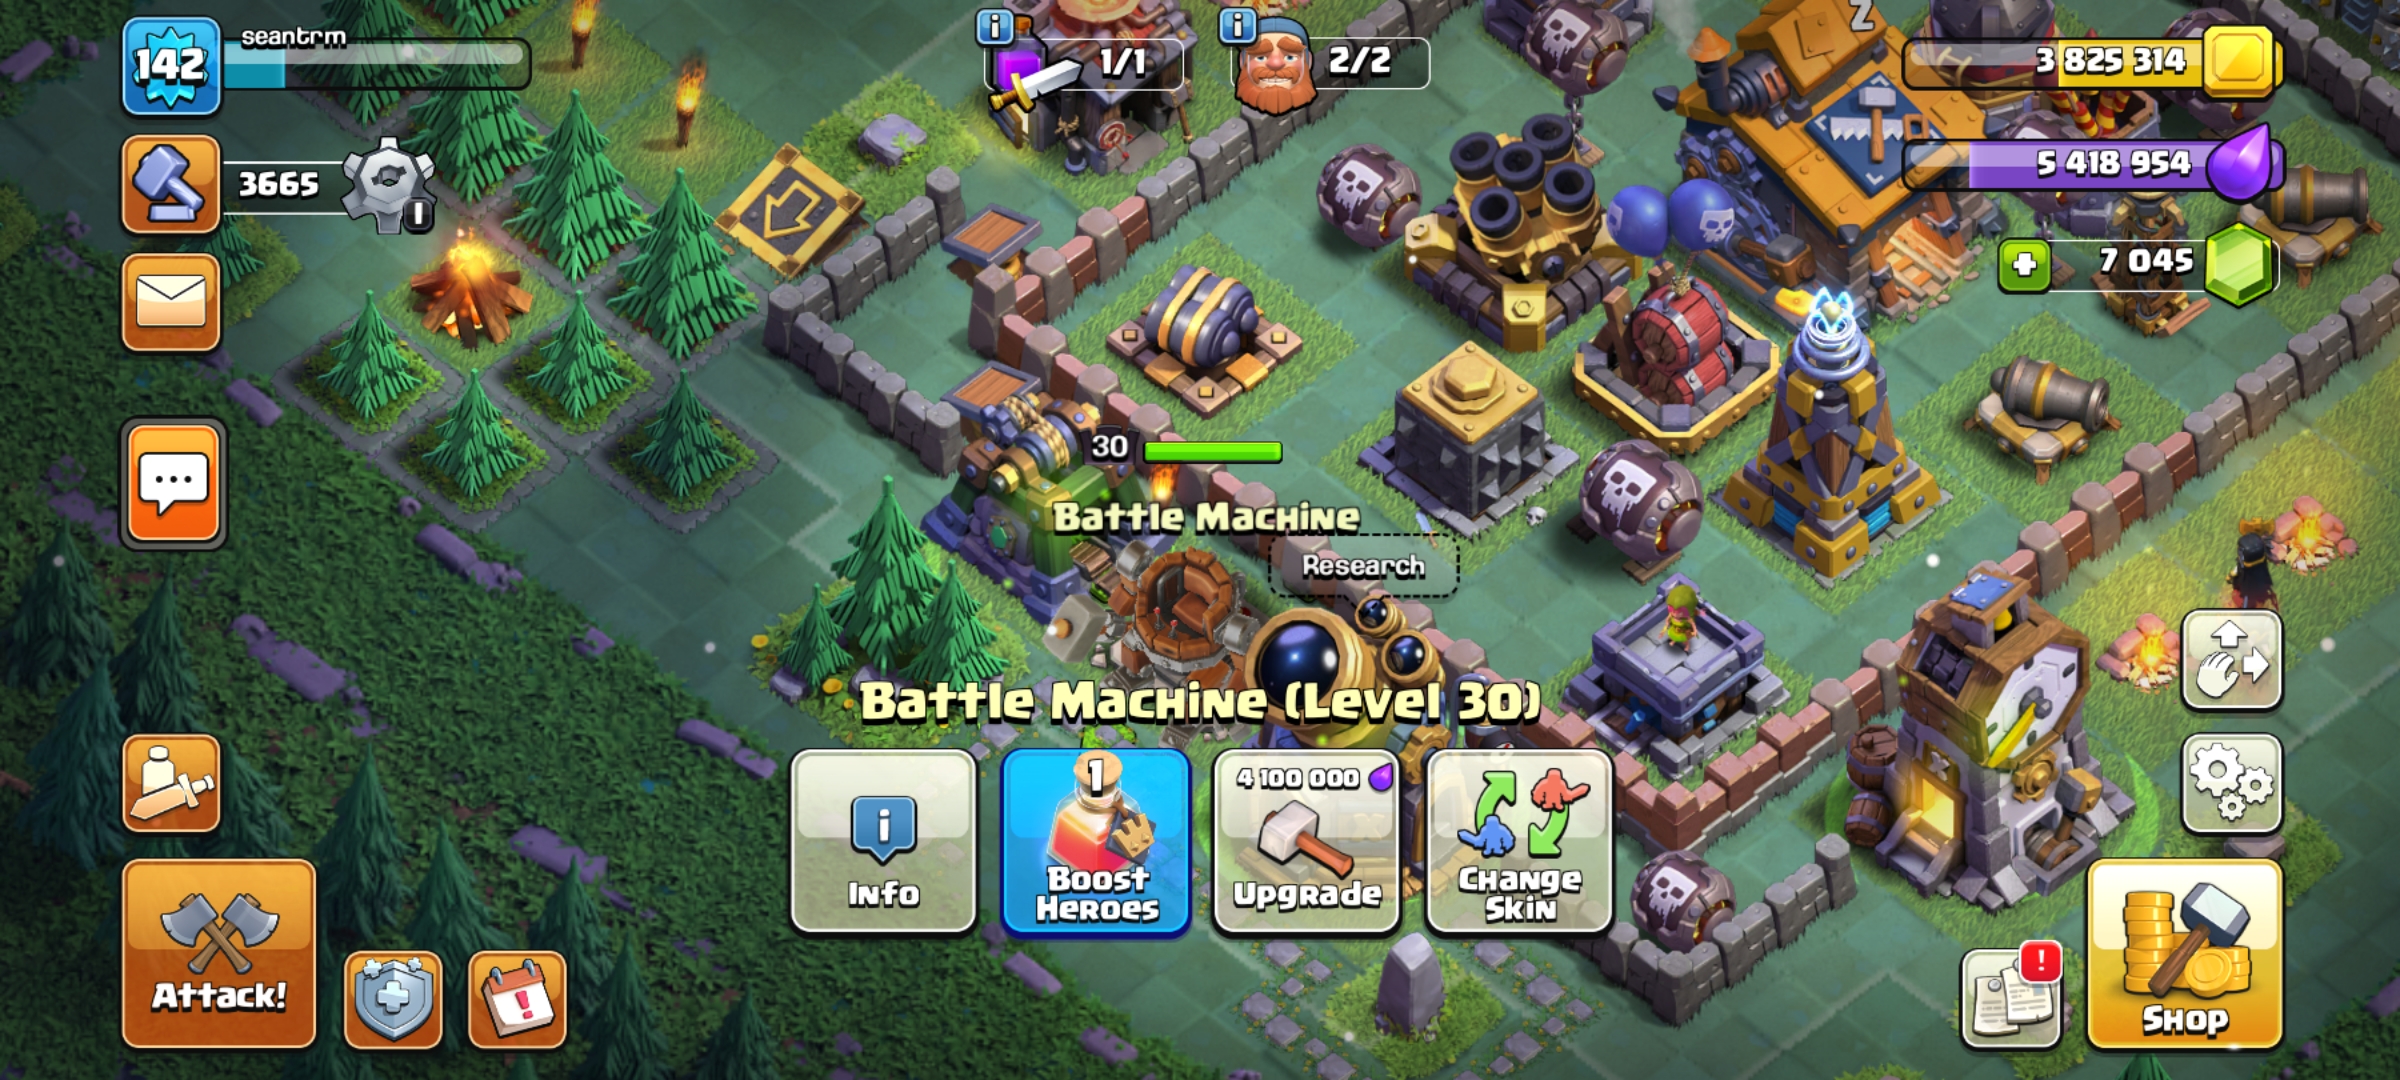 142
seantrm
1/1
2/2
3 825 314
3665
5 418 954
7 045
30
Battle Machine
Research
Battle Machine (Level 30)
Info
1
Boost
Heroes
4 100 000
Upgrade
Change
Skin
Attack!
Shop